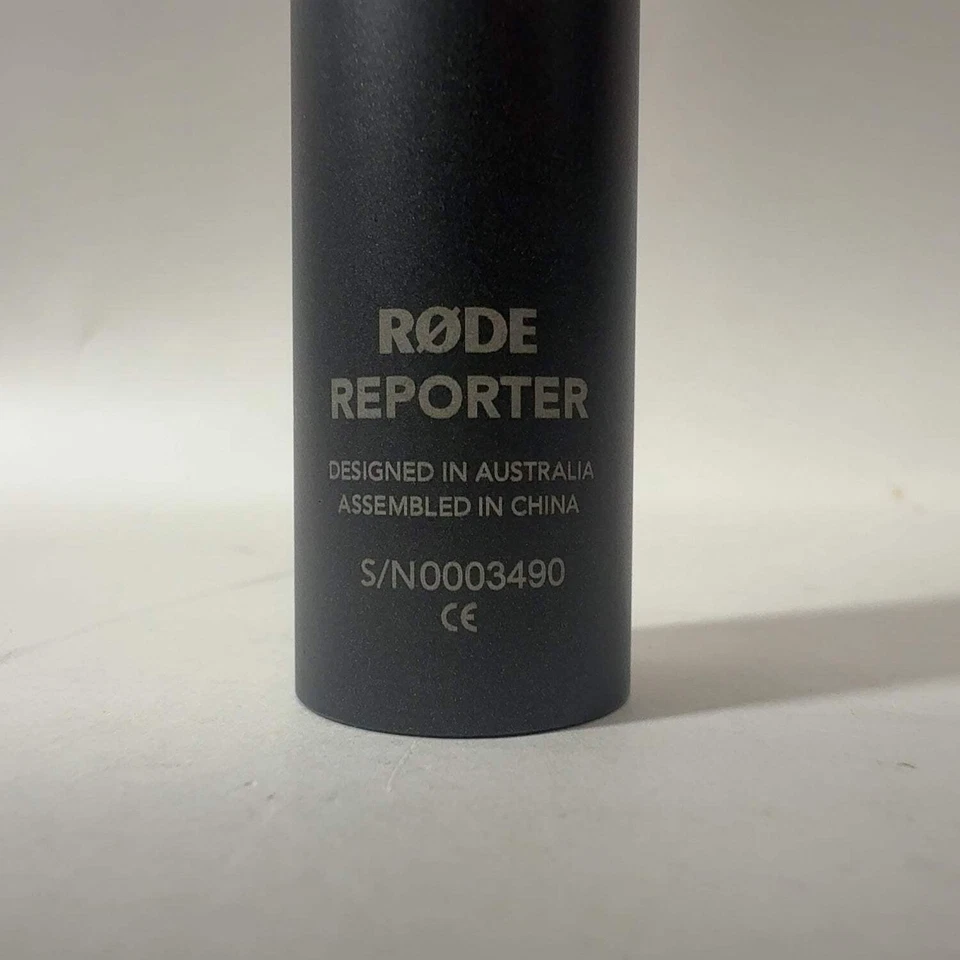 RØDE
REPORTER
DESIGNED IN AUSTRALIA
ASSEMBLED IN CHINA
S/N0003490
CE